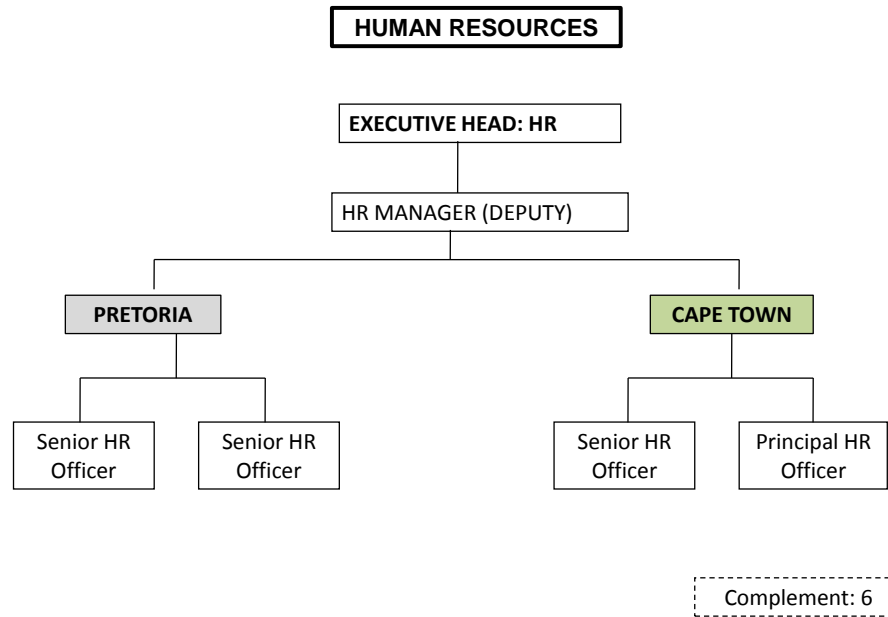 HUMAN RESOURCES
EXECUTIVE HEAD: HR
HR MANAGER (DEPUTY)
PRETORIA
CAPE TOWN
Senior HR
Officer
Senior HR
Officer
Senior HR
Officer
Principal HR
Officer
Complement: 6